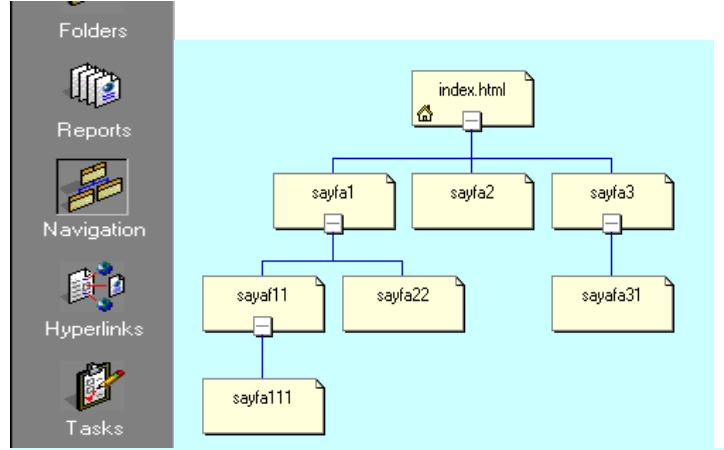 Folders
Reports
Navigation
Hyperlinks
Tasks
index.html
sayfa1
sayfa2
sayfa3
sayaf11
sayfa22
sayafa31
sayfa111